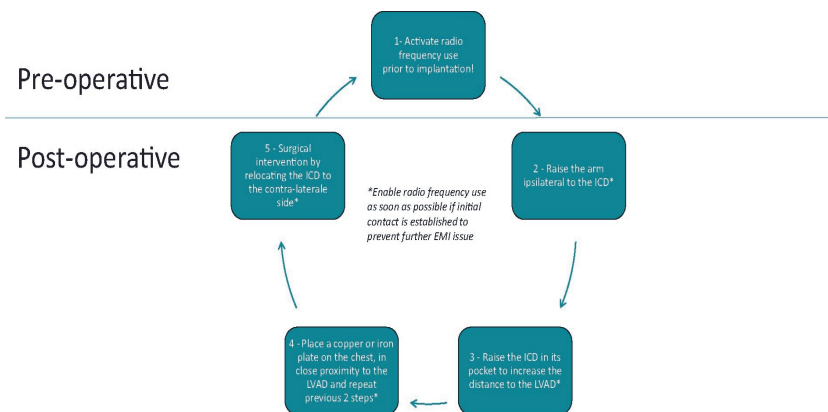 Pre-operative
1- Activate radio
frequency use
prior to implantation!
Post-operative
5 - Surgical
intervention by
relocating the ICD to
the contra-laterale
side*
*Enable radio frequency use
as soon as possible if initial
contact is established to
prevent further EMI issue
2 - Raise the arm
ipsilateral to the ICD*
4 - Place a copper or iron
plate on the chest, in
close proximity to the
LVAD and repeat
previous 2 steps*
3 - Raise the ICD in its
pocket to increase the
distance to the LVAD*